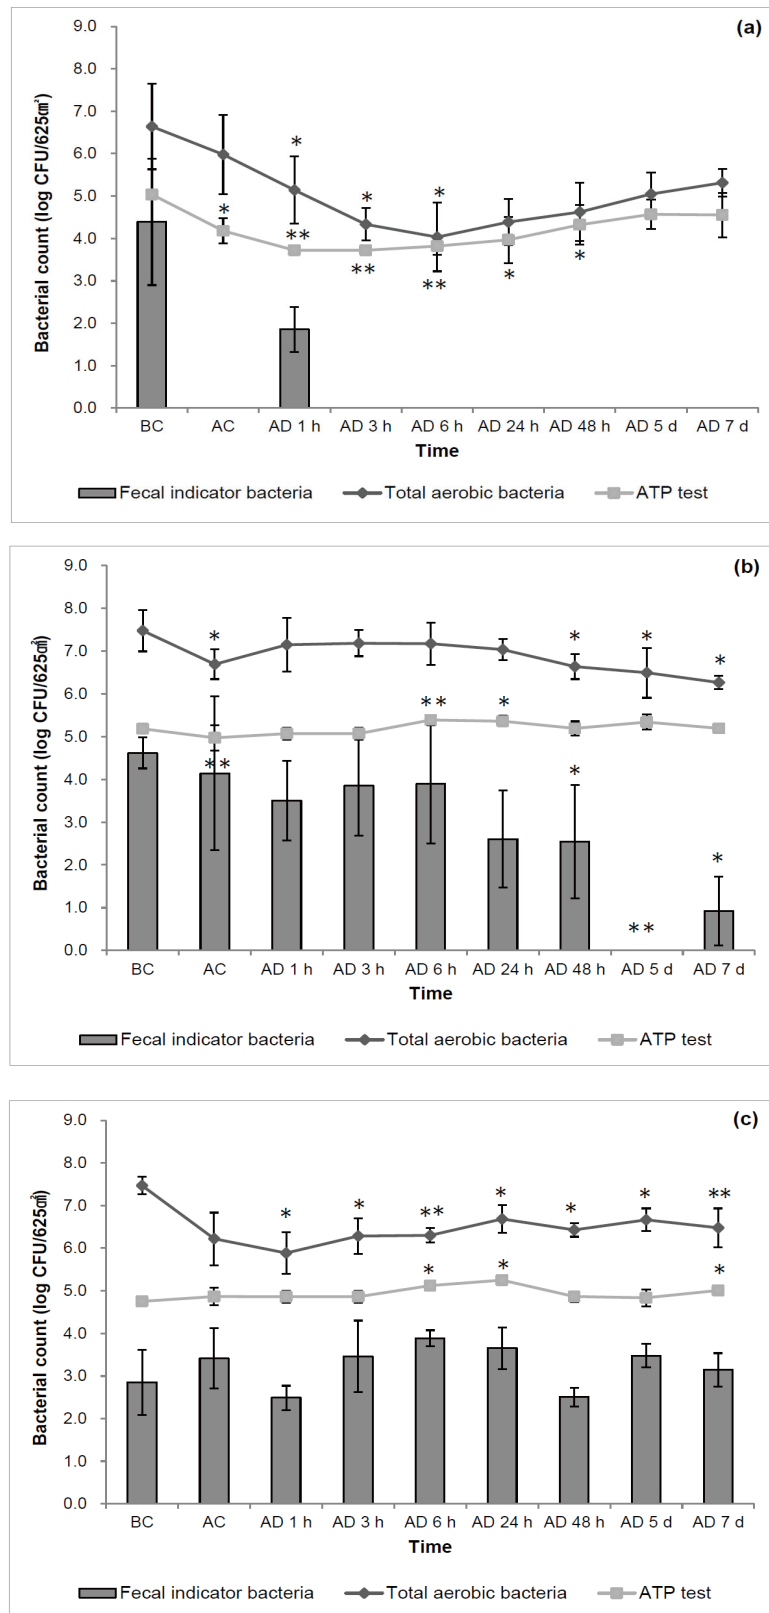 (a)
Bacterial count (log CFU/625㎠)
9.0
8.0
7.0
6.0
5.0
4.0
3.0
2.0
1.0
0.0
* * * *
* ** ** ** * *
BC AC AD 1 h AD 3 h AD 6 h AD 24 h AD 48 h AD 5 d AD 7 d
Time
Fecal indicator bacteria Total aerobic bacteria ATP test
(b)
Bacterial count (log CFU/625㎠)
9.0
8.0
7.0
6.0
5.0
4.0
3.0
2.0
1.0
0.0
* * * *
** *
** * ** *
BC AC AD 1 h AD 3 h AD 6 h AD 24 h AD 48 h AD 5 d AD 7 d
Time
Fecal indicator bacteria Total aerobic bacteria ATP test
(c)
Bacterial count (log CFU/625㎠)
9.0
8.0
7.0
6.0
5.0
4.0
3.0
2.0
1.0
0.0
* * ** * * * **
* * *
BC AC AD 1 h AD 3 h AD 6 h AD 24 h AD 48 h AD 5 d AD 7 d
Time
Fecal indicator bacteria Total aerobic bacteria ATP test